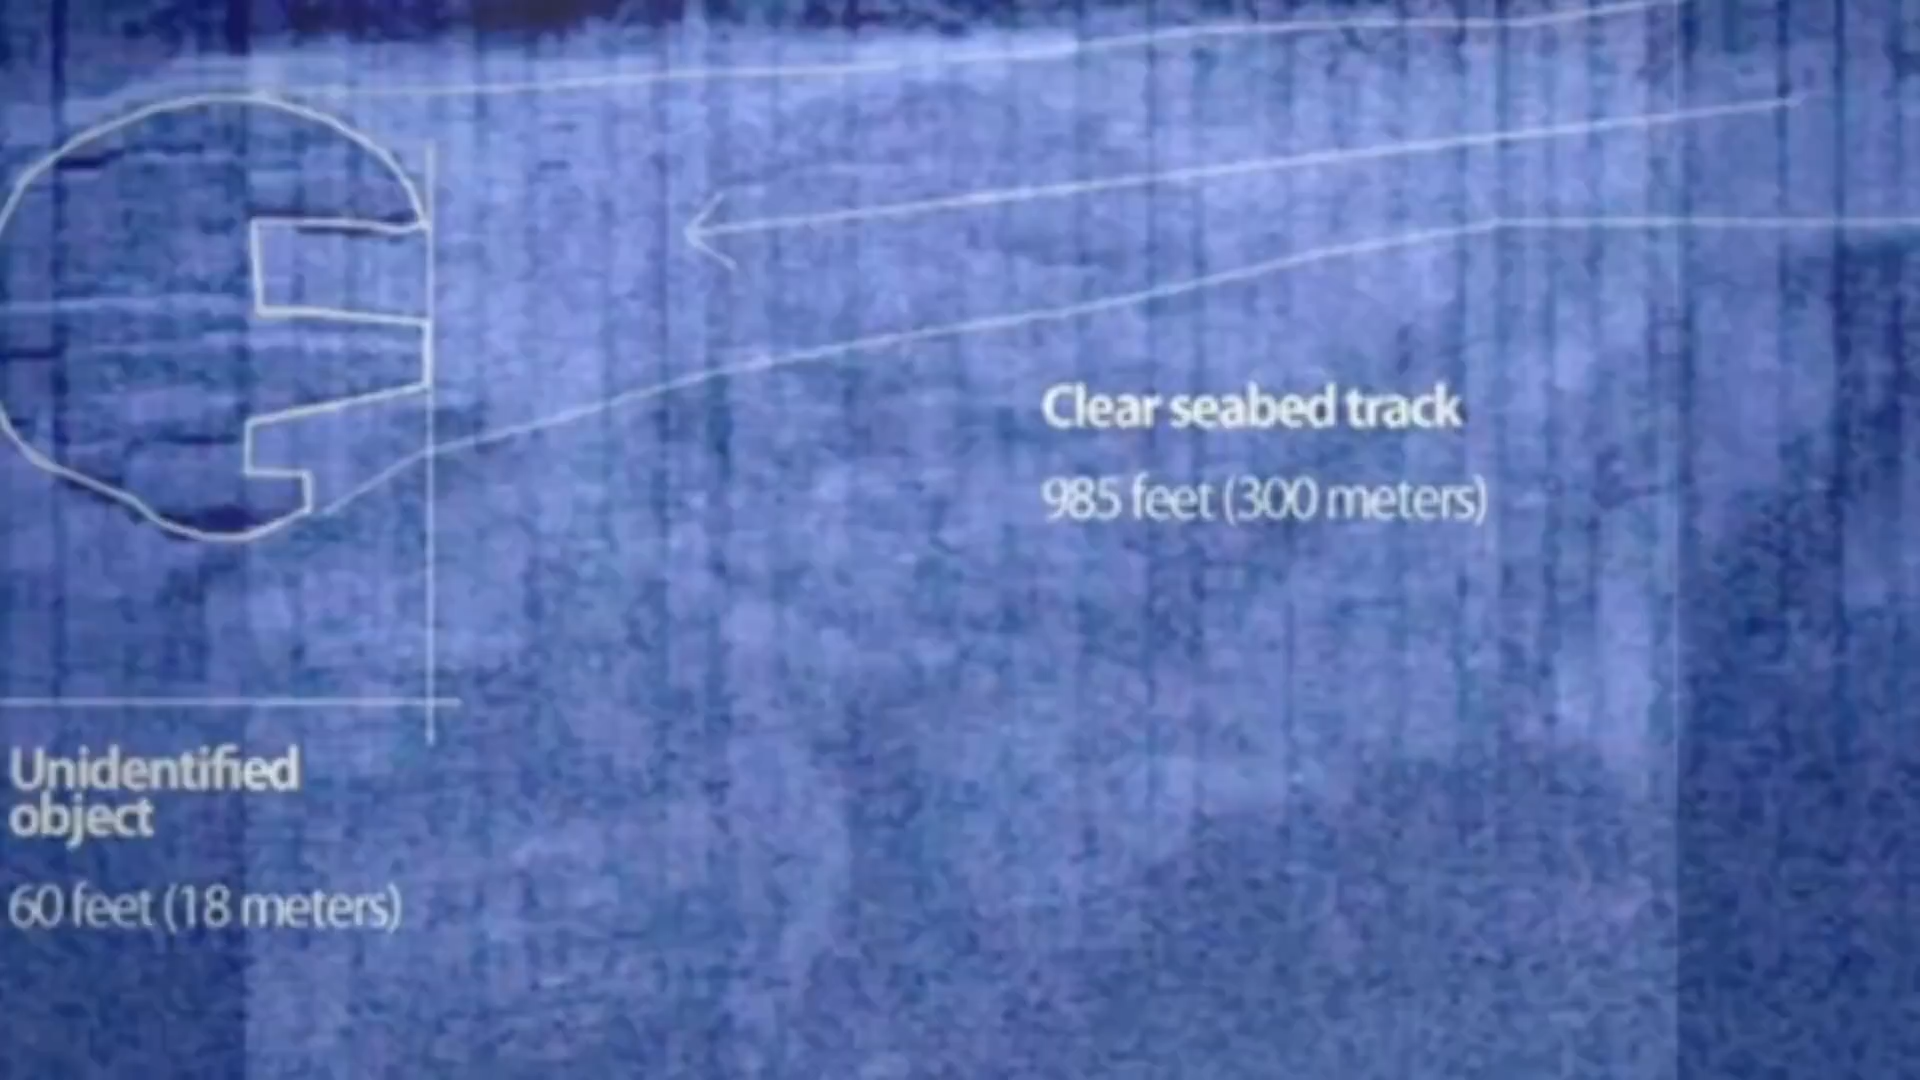 Clear seabed track
985 feet (300 meters)
Unidentified
object
60 feet (18 meters)